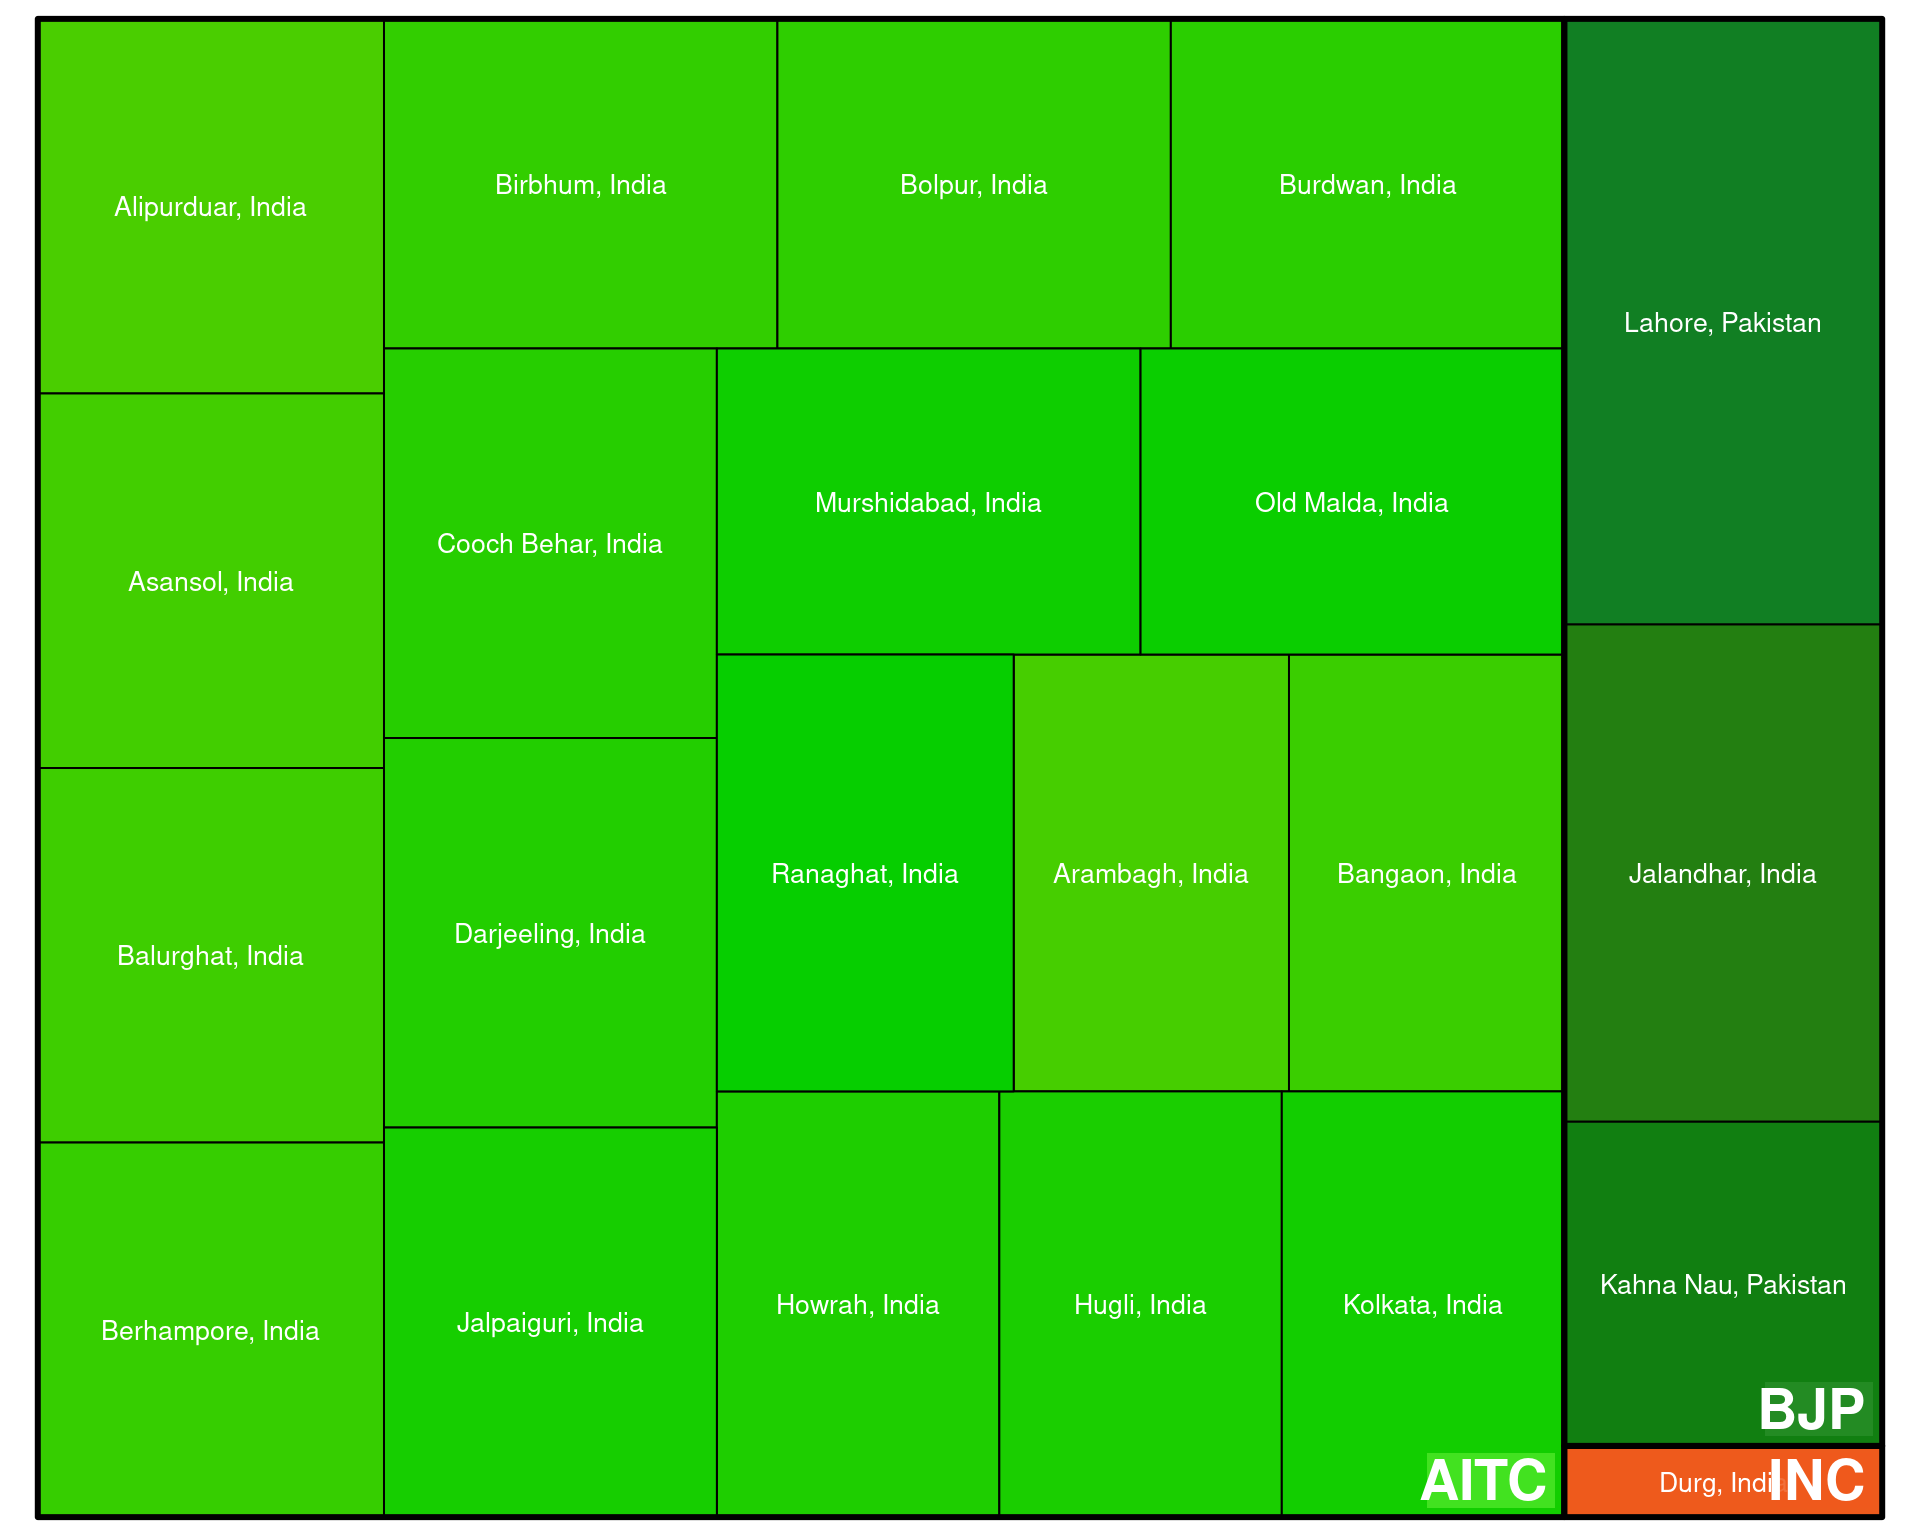 Alipurduar, India
Birbhum, India
Bolpur, India
Burdwan, India
Lahore, Pakistan
Asansol, India
Cooch Behar, India
Murshidabad, India
Old Malda, India
Balurghat, India
Darjeeling, India
Ranaghat, India
Arambagh, India
Bangaon, India
Jalandhar, India
Berhampore, India
Jalpaiguri, India
Howrah, India
Hugli, India
Kolkata, India
Kahna Nau, Pakistan
BJP
AITC
Durg, India
INC